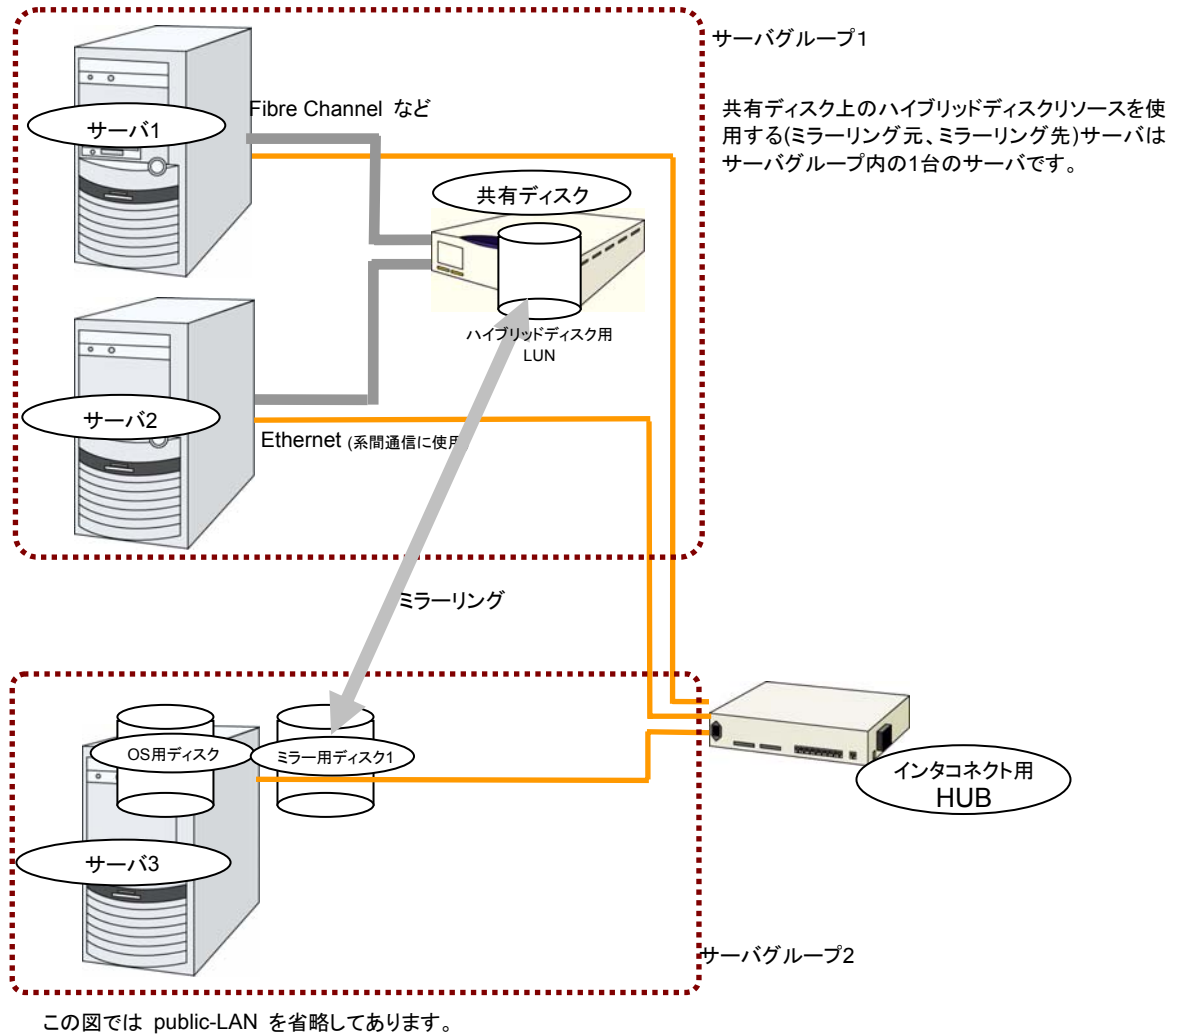 サーバグループ1
共有ディスク上のハイブリッドディスクリソースを使
用する(ミラーリング元、ミラーリング先)サーバは
サーバグループ内の1台のサーバです。
Fibre Channel など
サーバ1
共有ディスク
ハイブリッドディスク用
LUN
サーバ2
Ethernet (系間通信に使用
ミラーリング
OS用ディスク
ミラー用ディスク1
インタコネクト用
HUB
サーバ3
サーバグループ2
この図では public-LAN を省略してあります。